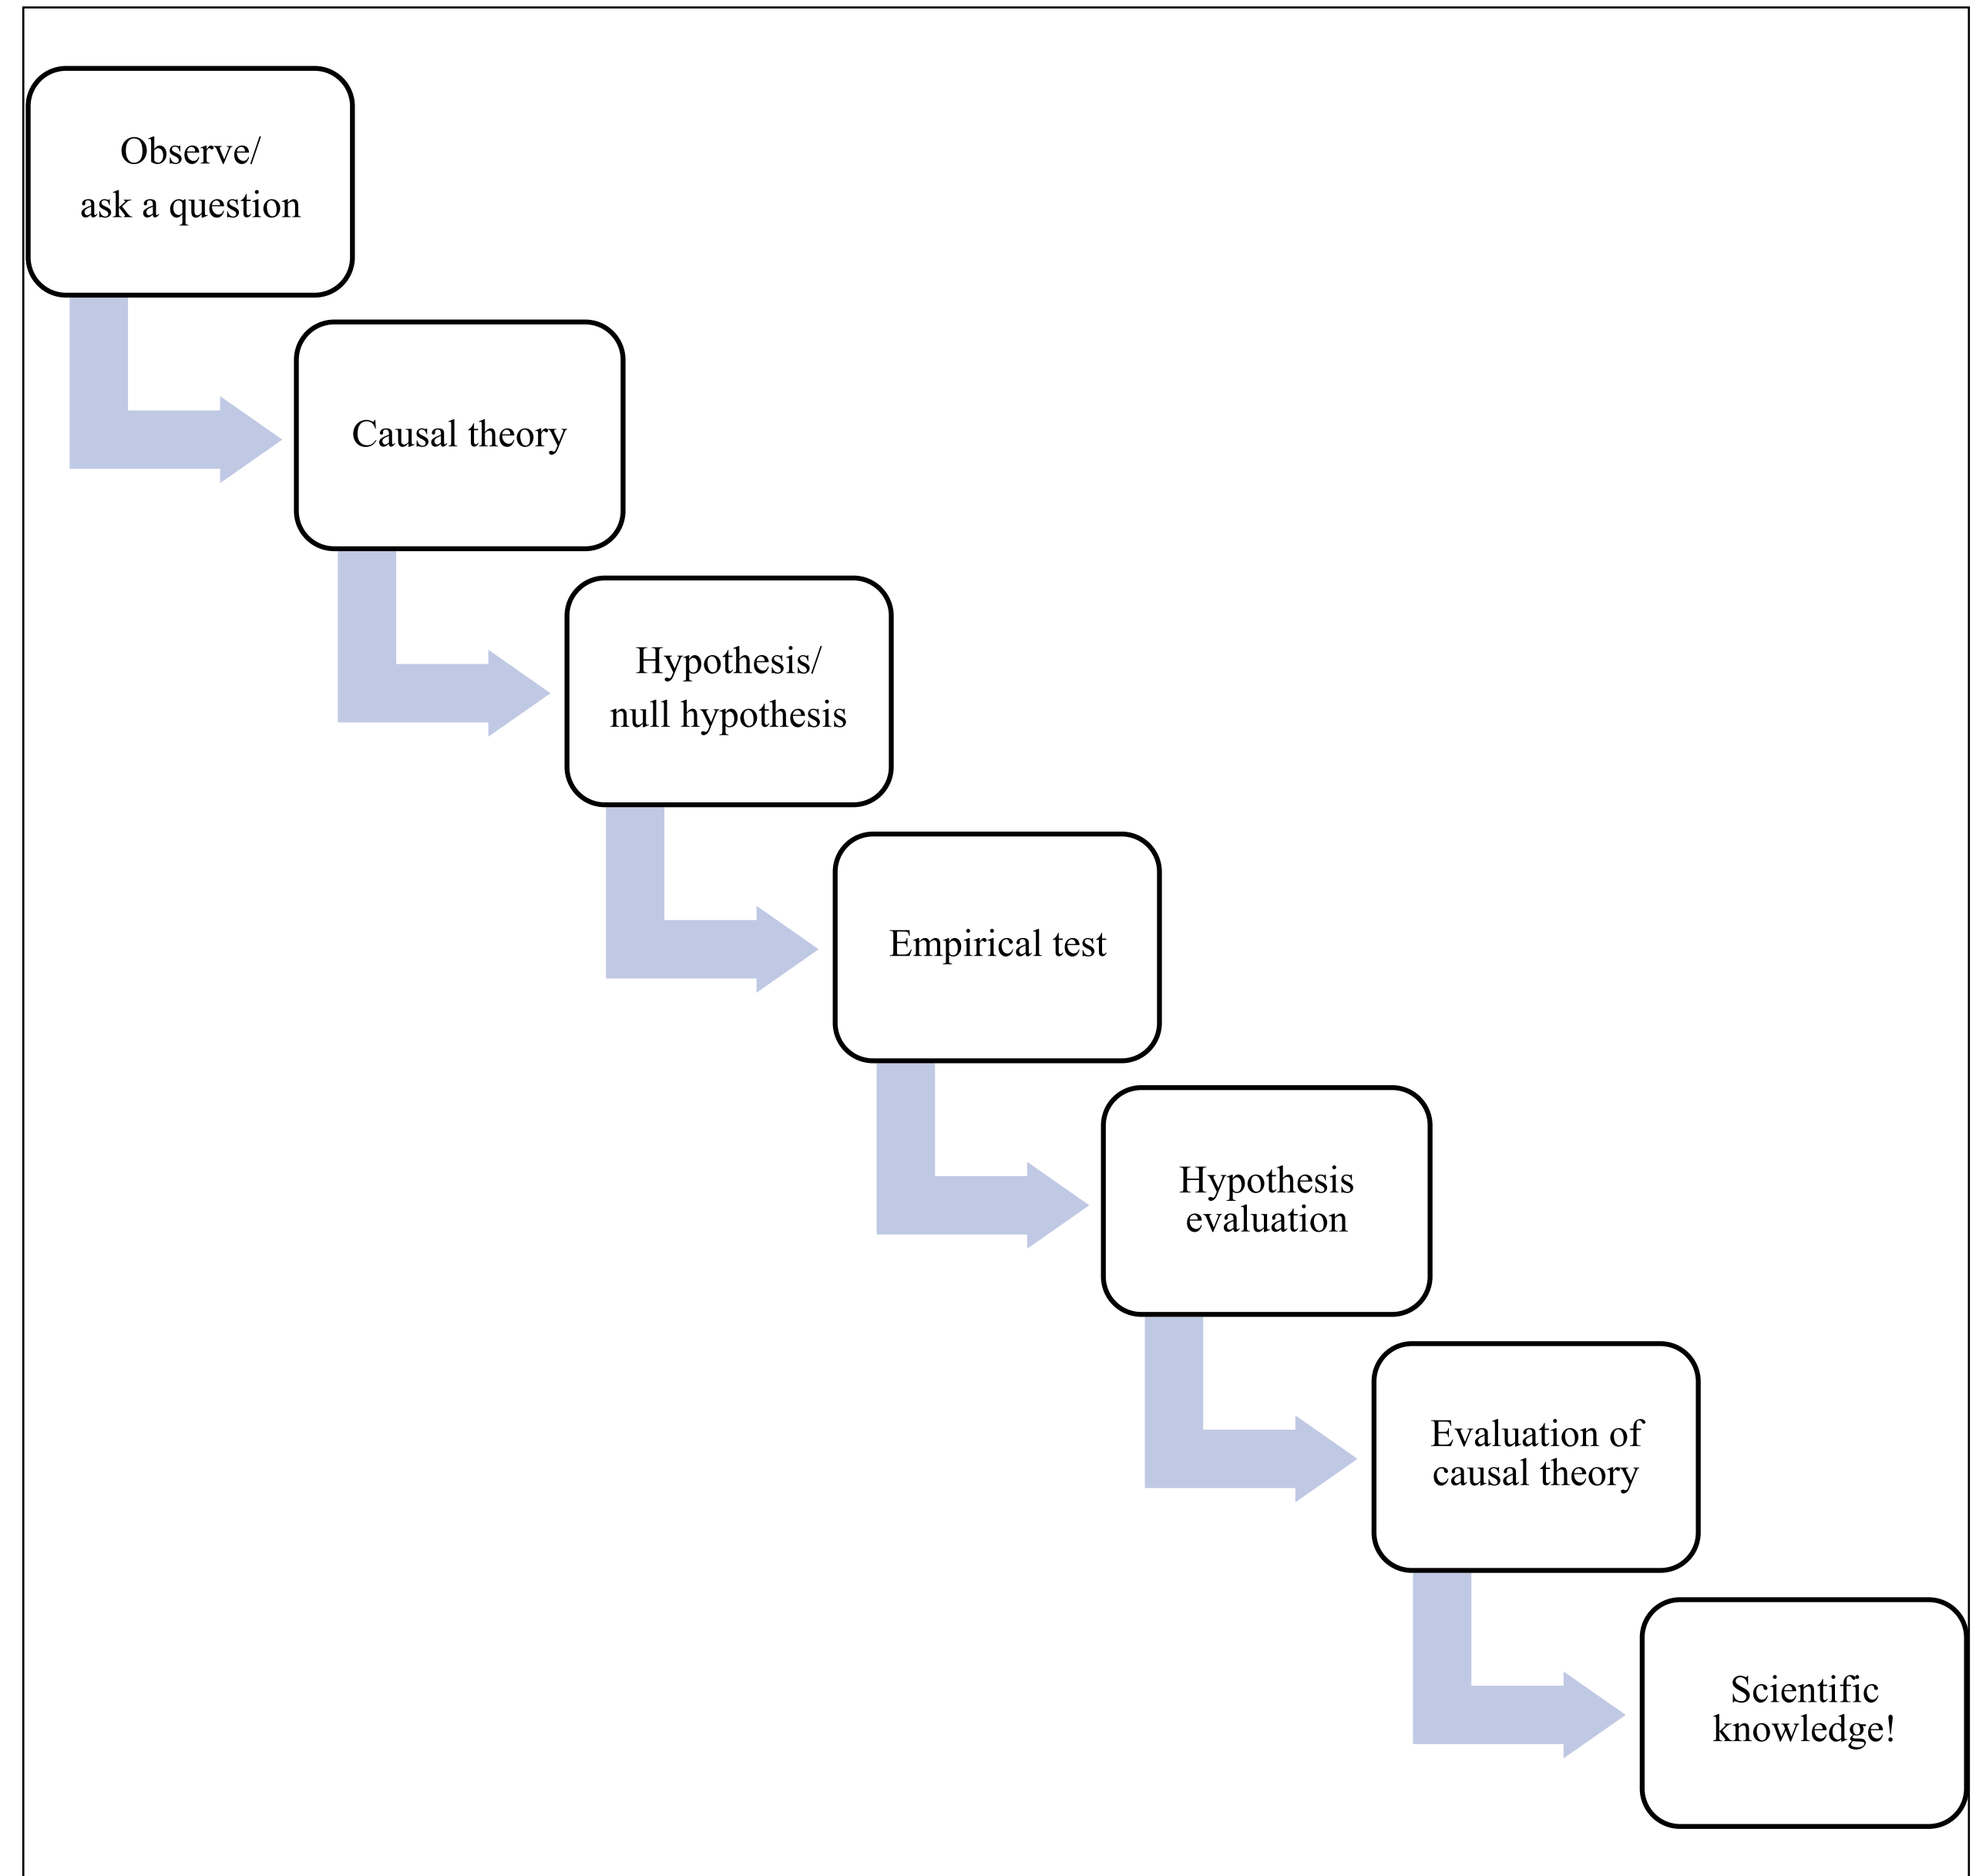 Observe/
ask a question
Causal theory
Hypothesis/
null hypothesis
Empirical test
Hypothesis
evaluation
Evaluation of
causal theory
Scientific
knowledge!